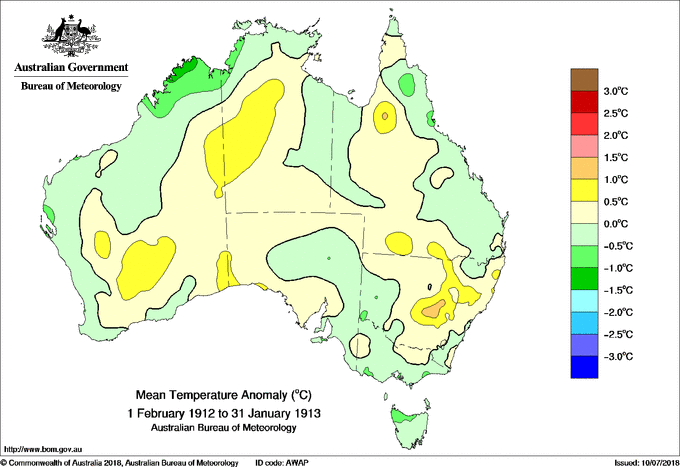 Australian Government
Bureau of Meteorology
3.0°C
2.5°C
2.0°C
1.5°C
1.0°C
0.5°C
0.0°C
−0.5°C
−1.0°C
−1.5°C
−2.0°C
−2.5°C
−3.0°C
Mean Temperature Anomaly (°C)
1 February 1912 to 31 January 1913
Australian Bureau of Meteorology
http://www.bom.gov.au
© Commonwealth of Australia 2018, Australian Bureau of Meteorology ID code: AWAP Issued: 10/07/2018